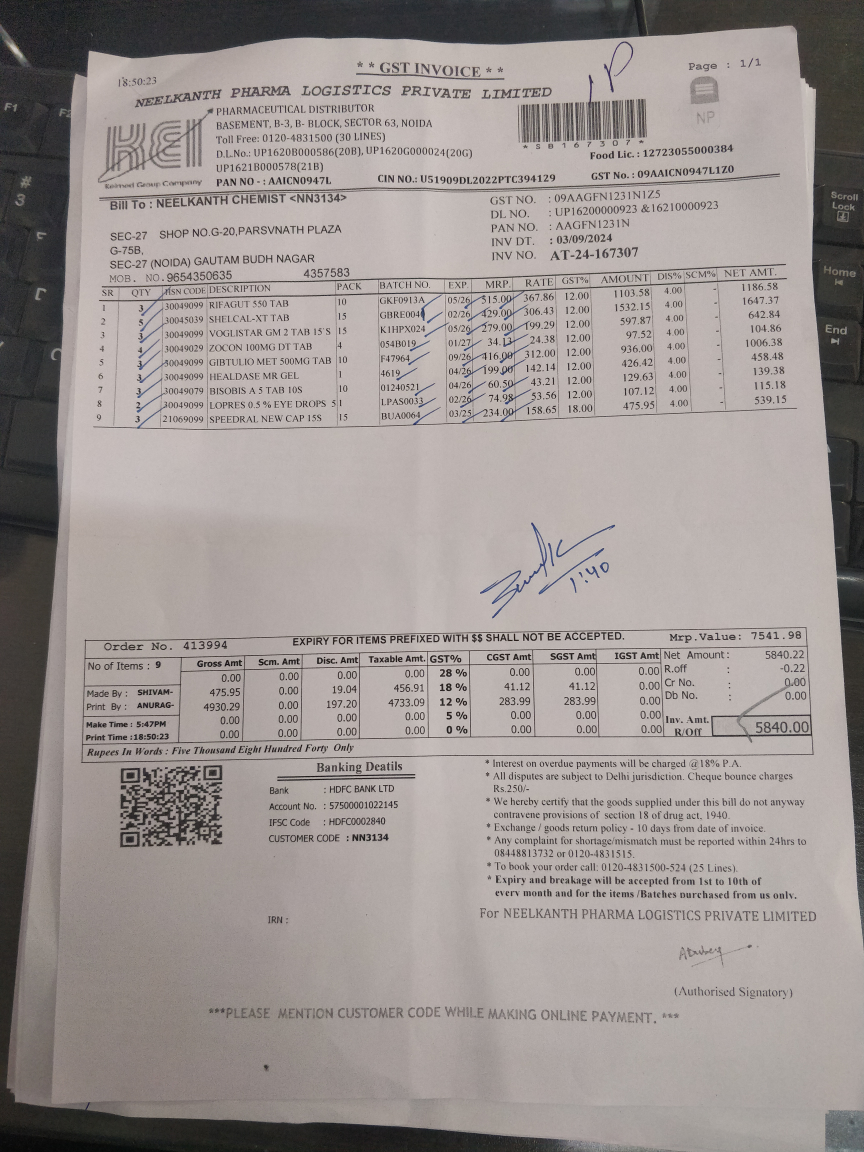 18:50:23
* * GST INVOICE * *
Page : 1/1
NEELKANTH PHARMA LOGISTICS PRIVATE LIMITED
PHARMACEUTICAL DISTRIBUTOR
BASEMENT, B-3, B- BLOCK, SECTOR 63, NOIDA
Toll Free: 0120-4831500 (30 LINES)
D.L.No.: UP1620B000586(20B), UP1620G000024(20G)
UP1621B000578(21B)
PAN NO - : AAICN0947L
CIN NO.: U51909DL2022PTC394129
KEI
Keimed Group Company
*SB167307*
NP
Food Lic. : 12723055000384
GST No. : 09AAICN0947L1Z0
Bill To : NEELKANTH CHEMIST <NN3134>
SEC-27 SHOP NO.G-20,PARSVNATH PLAZA
G-75B,
SEC-27 (NOIDA) GAUTAM BUDH NAGAR
MOB. NO.9654350635 4357583
GST NO. : 09AAGFN1231N1Z5
DL NO. : UP16200000923 &16210000923
PAN NO. : AAGFN1231N
INV DT. : 03/09/2024
INV NO. AT-24-167307
SR QTY HSN CODE DESCRIPTION PACK BATCH NO. EXP. MRP. RATE GST% AMOUNT DIS% SCM% NET AMT.
1 3 30049099 RIFAGUT 550 TAB 10 GKF0913A 05/26 515.00 367.86 12.00 1103.58 4.00 - 1186.58
2 5 30045039 SHELCAL-XT TAB 15 02/26 429.00 306.43 12.00 1532.15 4.00 - 1647.37
3 3 30049099 VOGLISTAR GM 2 TAB 15'S 15 K1HPX024 05/26 279.00 199.29 12.00 597.87 4.00 - 642.84
4 4 30049029 ZOCON 100MG DT TAB 4 054B019 01/27 34.13 24.38 12.00 97.52 4.00 - 104.86
5 3 30049099 GIBTULIO MET 500MG TAB 10 F47964 09/26 416.00 312.00 12.00 936.00 4.00 - 1006.38
6 3 30049099 HEALDASE MR GEL 1 4619 04/26 199.00 142.14 12.00 426.42 4.00 - 458.48
7 3 30049079 BISOBIS A 5 TAB 10S 10 01240521 04/26 60.50 43.21 12.00 129.63 4.00 - 139.38
8 2 30049099 LOPRES 0.5 % EYE DROPS 5 1 LPAS0033 02/26 74.98 53.56 12.00 107.12 4.00 - 115.18
9 3 21069099 SPEEDRAL NEW CAP 15S 15 BUA0064 03/25 234.00 158.65 18.00 475.95 4.00 - 539.15
1:40
Order No. 413994 EXPIRY FOR ITEMS PREFIXED WITH $$ SHALL NOT BE ACCEPTED. Mrp.Value: 7541.98
No of Items : 9
Made By : SHIVAM-
Print By : ANURAG-
Make Time : 5:47PM
Print Time :18:50:23
Gross Amt Scm. Amt Disc. Amt Taxable Amt. GST% CGST Amt SGST Amt IGST Amt
0.00 0.00 0.00 0.00 28 % 0.00 0.00 0.00
475.95 0.00 19.04 456.91 18 % 41.12 41.12 0.00
4930.29 0.00 197.20 4733.09 12 % 283.99 283.99 0.00
0.00 0.00 0.00 0.00 5 % 0.00 0.00 0.00
0.00 0.00 0.00 0.00 0 % 0.00 0.00 0.00
Net Amount: 5840.22
R.off : -0.22
Cr No. : 0.00
Db No. : 0.00
Inv. Amt.
R/Off 5840.00
Rupees In Words : Five Thousand Eight Hundred Forty Only
Banking Deatils
Bank : HDFC BANK LTD
Account No. : 57500001022145
IFSC Code : HDFC0002840
CUSTOMER CODE : NN3134
IRN :
* Interest on overdue payments will be charged @18% P.A.
* All disputes are subject to Delhi jurisdiction. Cheque bounce charges
Rs.250/-
* We hereby certify that the goods supplied under this bill do not anyway
contravene provisions of section 18 of drug act, 1940.
* Exchange / goods return policy - 10 days from date of invoice.
* Any complaint for shortage/mismatch must be reported within 24hrs to
08448813732 or 0120-4831515.
* To book your order call: 0120-4831500-524 (25 Lines).
* Expiry and breakage will be accepted from 1st to 10th of
every month and for the items /Batches purchased from us only.
For NEELKANTH PHARMA LOGISTICS PRIVATE LIMITED
(Authorised Signatory)
***PLEASE MENTION CUSTOMER CODE WHILE MAKING ONLINE PAYMENT. ***
F1
F2
#
3
Scroll
Lock
Home
End